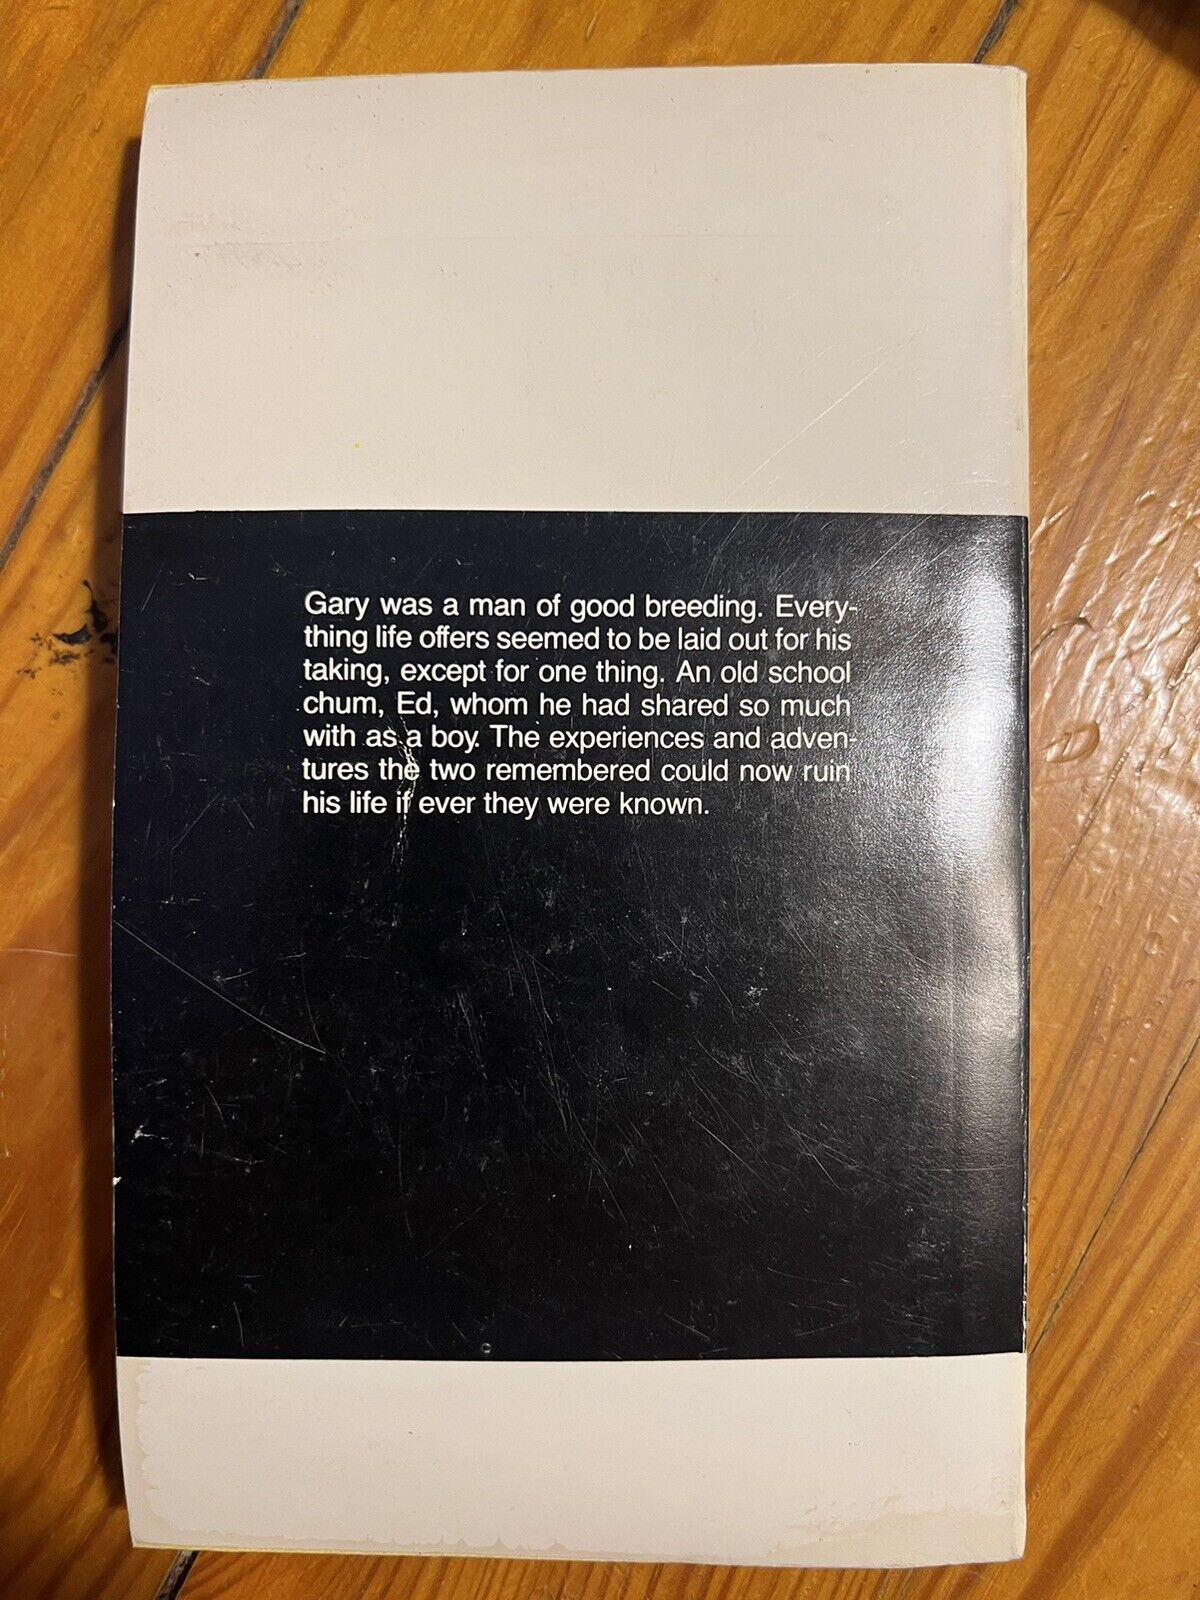 Gary was a man of good breeding. Every-
thing life offers seemed to be laid out for his
taking, except for one thing. An old school
chum, Ed, whom he had shared so much
with as a boy. The experiences and adven-
tures the two remembered could now ruin
his life if ever they were known.